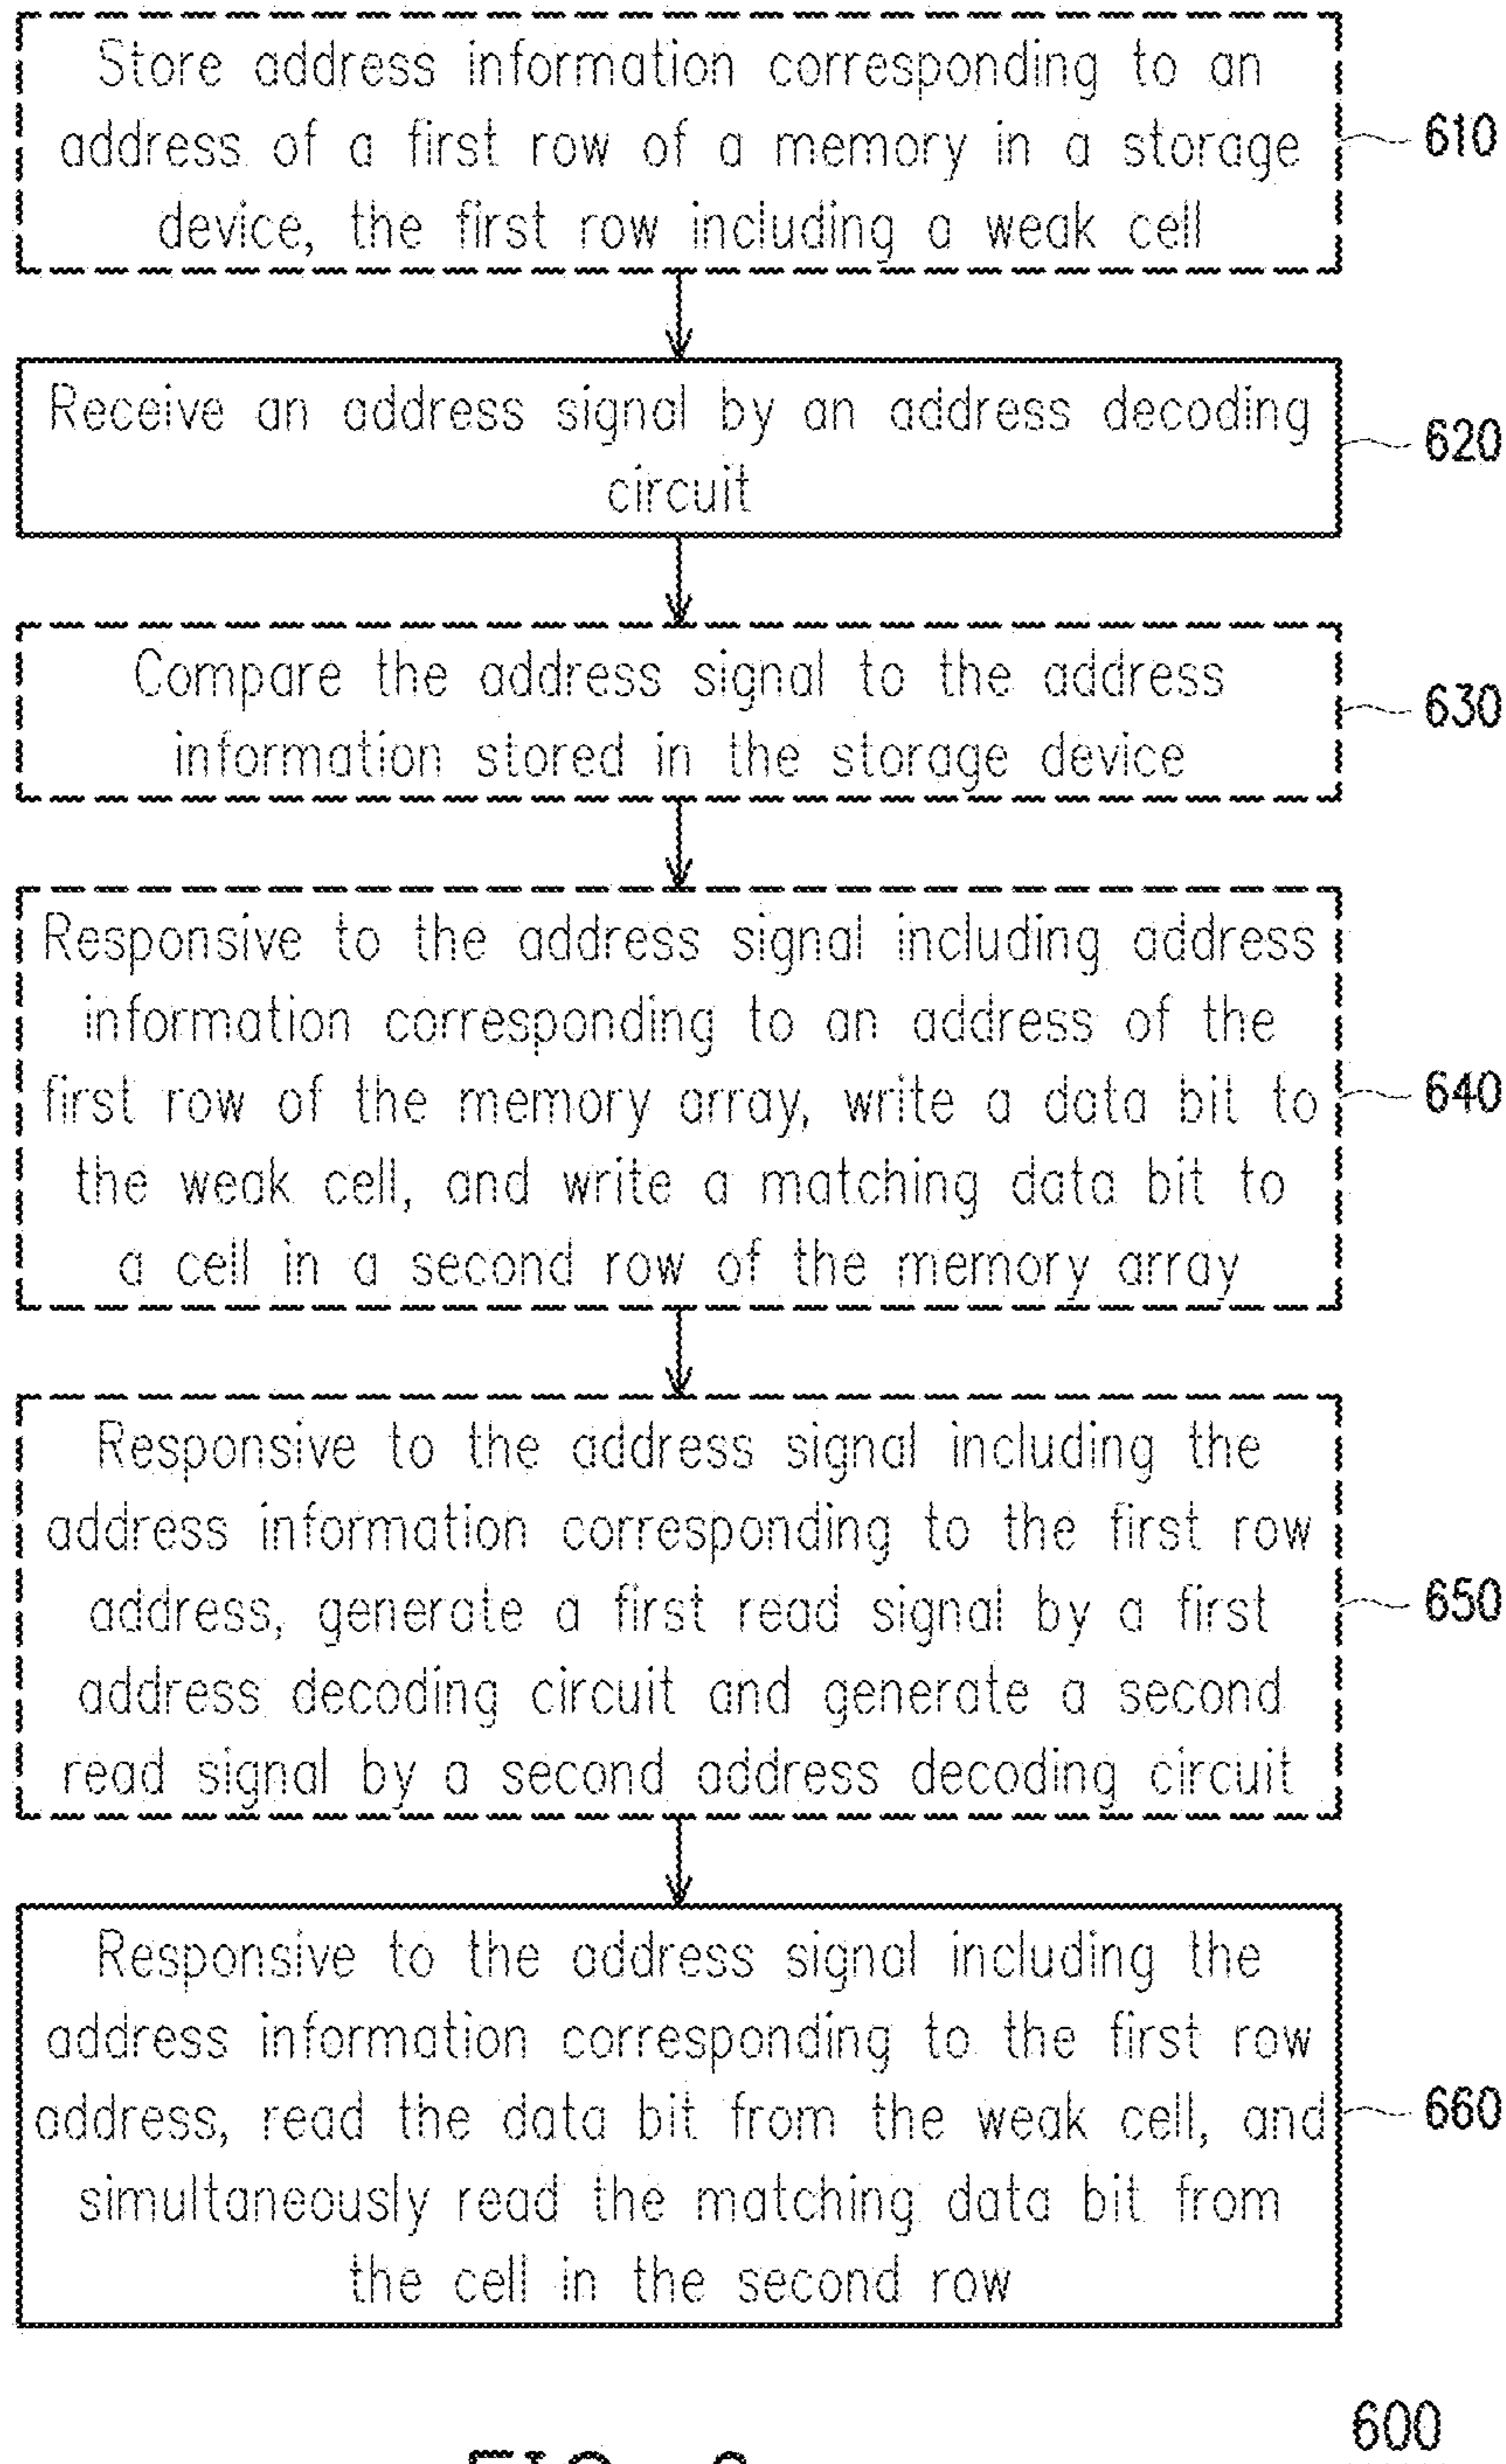 Store address information corresponding to an
address of a first row of a memory in a storage
device, the first row including a weak cell
610
Receive an address signal by an address decoding
circuit
620
Compare the address signal to the address
information stored in the storage device
630
Responsive to the address signal including address
information corresponding to an address of the
first row of the memory array, write a data bit to
the weak cell, and write a matching data bit to
a cell in a second row of the memory array
640
Responsive to the address signal including the
address information corresponding to the first row
address, generate a first read signal by a first
address decoding circuit and generate a second
read signal by a second address decoding circuit
650
Responsive to the address signal including the
address information corresponding to the first row
address, read the data bit from the weak cell, and
simultaneously read the matching data bit from
the cell in the second row
660
600